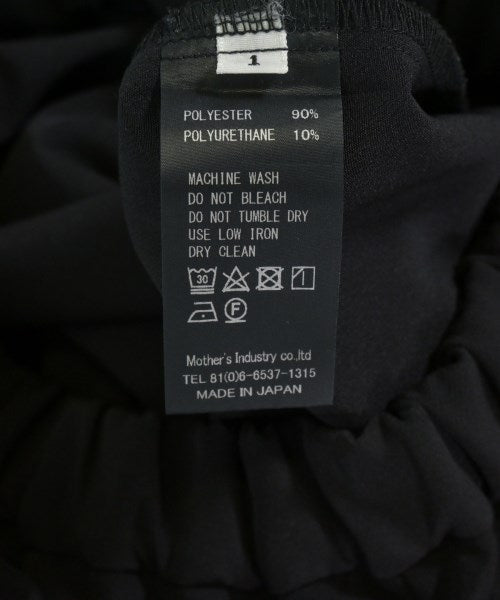 1
POLYESTER 90%
POLYURETHANE 10%
MACHINE WASH
DO NOT BLEACH
DO NOT TUMBLE DRY
USE LOW IRON
DRY CLEAN
30
F
Mother's Industry co.,ltd
TEL 81(0)6-6537-1315
MADE IN JAPAN